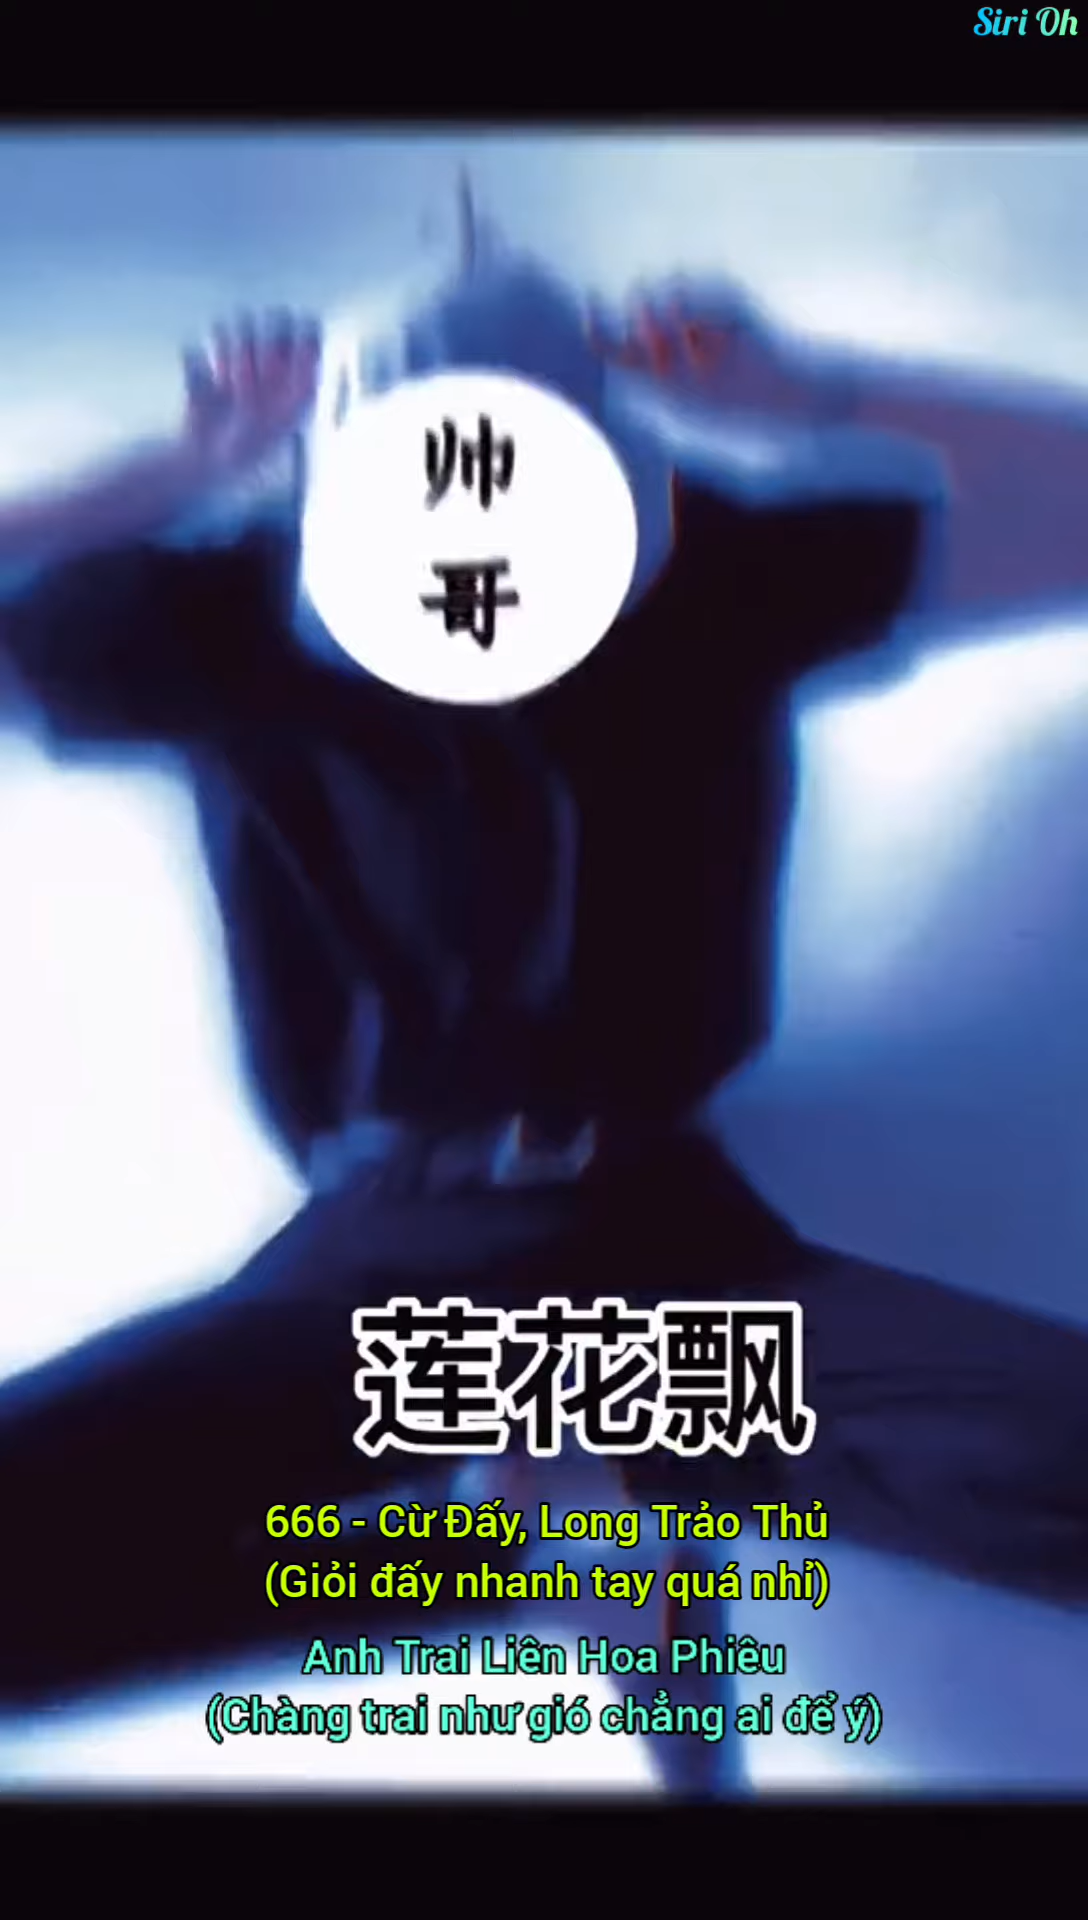 Siri Oh
帅
哥
莲花飘
666 - Cừ Đấy, Long Trảo Thủ
(Giỏi đấy nhanh tay quá nhỉ)
Anh Trai Liên Hoa Phiêu
(Chàng trai như gió chẳng ai để ý)